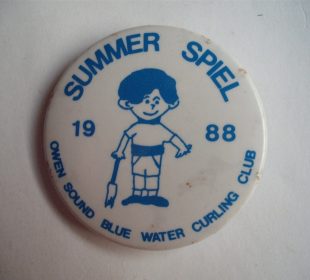 SUMMER SPIEL
19 88
OWEN SOUND BLUE WATER CURLING CLUB